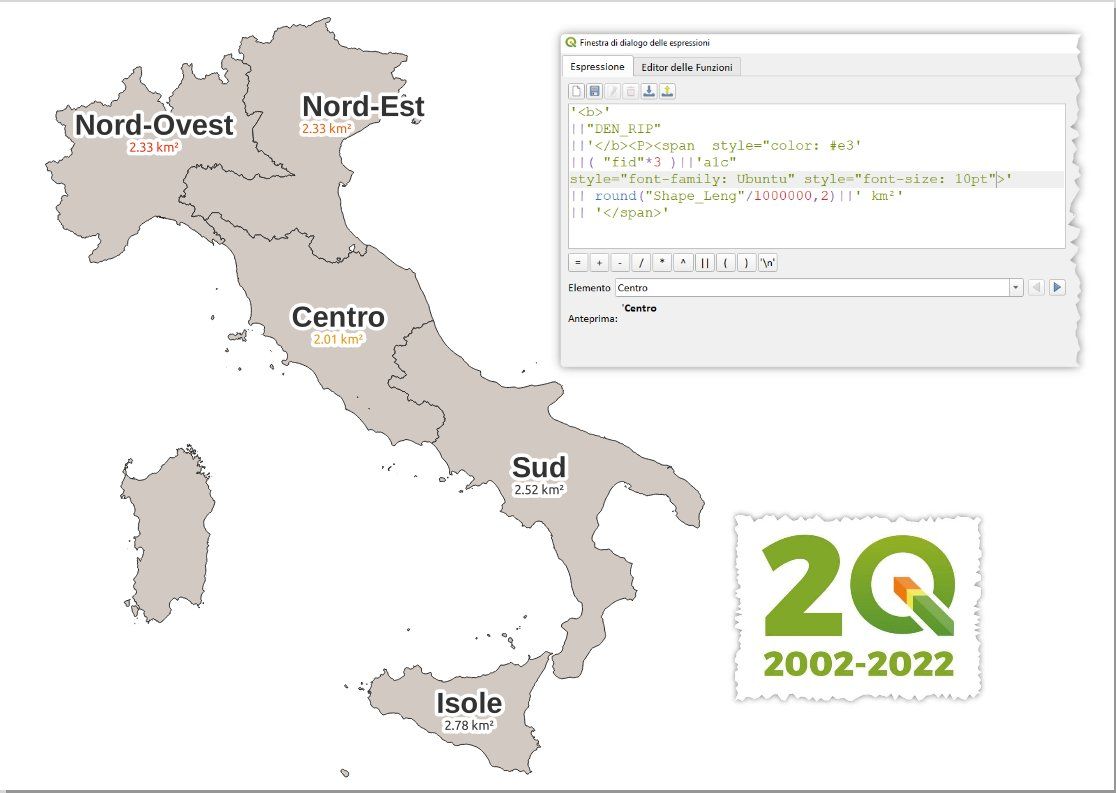 Finestra di dialogo delle espressioni
Espressione
Editor delle Funzioni
'<b>'
||"DEN_RIP"
||'</b><P><span  style="color: #e3'
||( "fid"*3 )||'a1c"
style="font-family: Ubuntu" style="font-size: 10pt">'
|| round("Shape_Leng"/1000000,2)||' km²'
|| '</span>'
= + - / * ^ || ( ) '\n'
Elemento Centro
Anteprima: 'Centro
Nord-Est
2.33 km²
Nord-Ovest
2.33 km²
Centro
2.01 km²
Sud
2.52 km²
Isole
2.78 km²
2Q
2002-2022